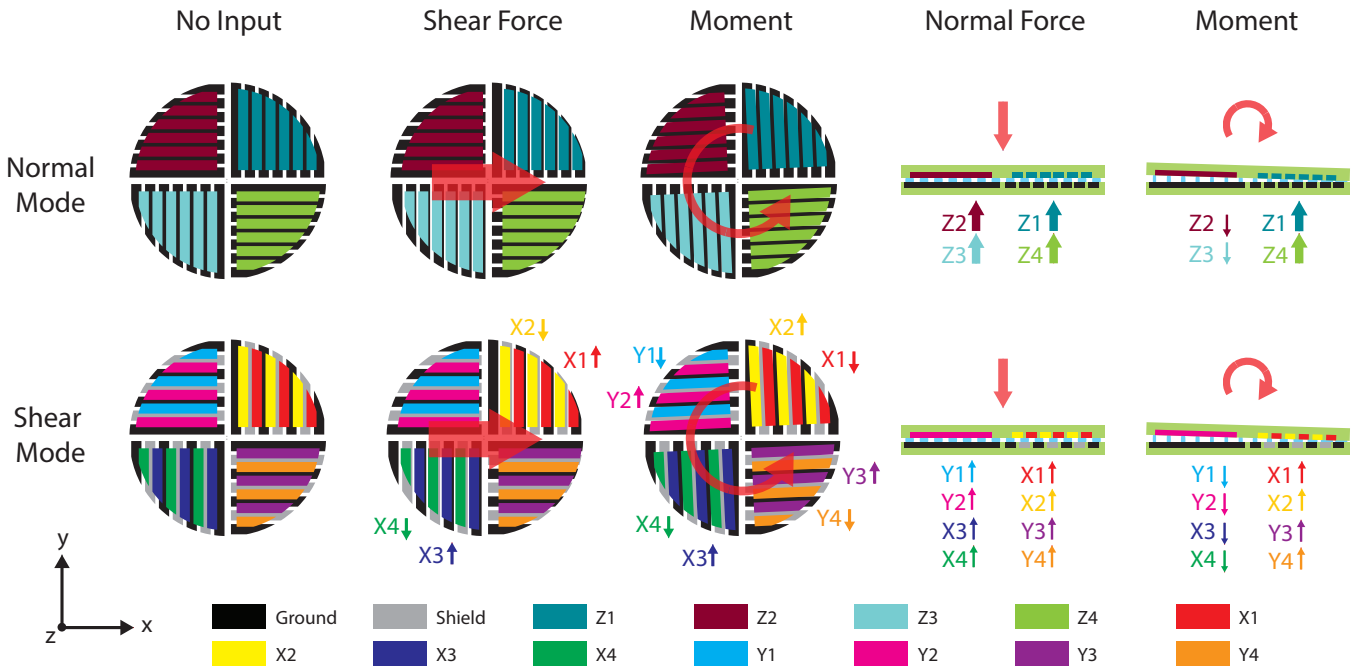 No Input
Shear Force
Moment
Normal Force
Moment
Normal
Mode
Z2
Z1
Z3
Z4
Z2
Z1
Z3
Z4
Shear
Mode
X2
X1
X4
X3
X2
X1
Y1
Y2
Y3
Y4
X4
X3
Y1
X1
Y2
X2
X3
Y3
X4
Y4
Y1
X1
Y2
X2
X3
Y3
X4
Y4
y
x
z
Ground
Shield
Z1
Z2
Z3
Z4
X1
X2
X3
X4
Y1
Y2
Y3
Y4